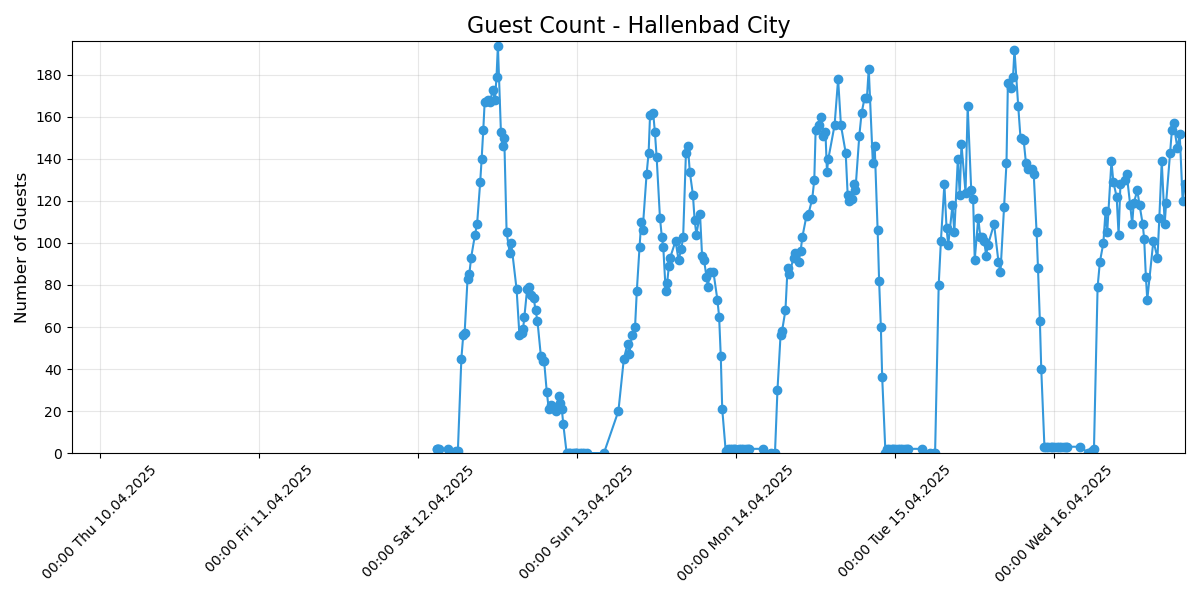 Guest Count - Hallenbad City
Number of Guests
180
160
140
120
100
80
60
40
20
0
00:00 Thu 10.04.2025
00:00 Fri 11.04.2025
00:00 Sat 12.04.2025
00:00 Sun 13.04.2025
00:00 Mon 14.04.2025
00:00 Tue 15.04.2025
00:00 Wed 16.04.2025